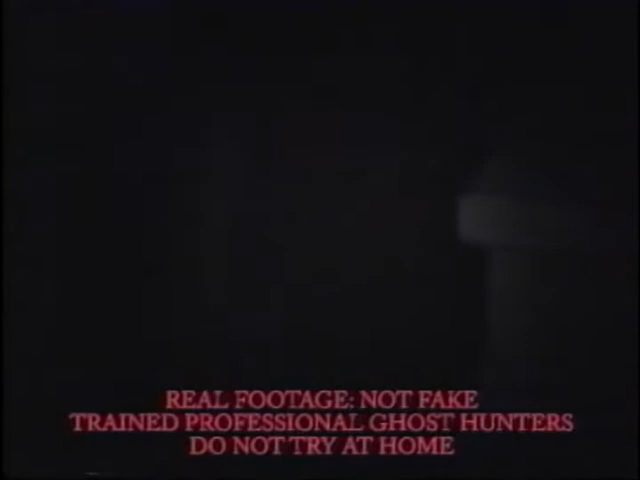 REAL FOOTAGE: NOT FAKE
TRAINED PROFESSIONAL GHOST HUNTERS
DO NOT TRY AT HOME